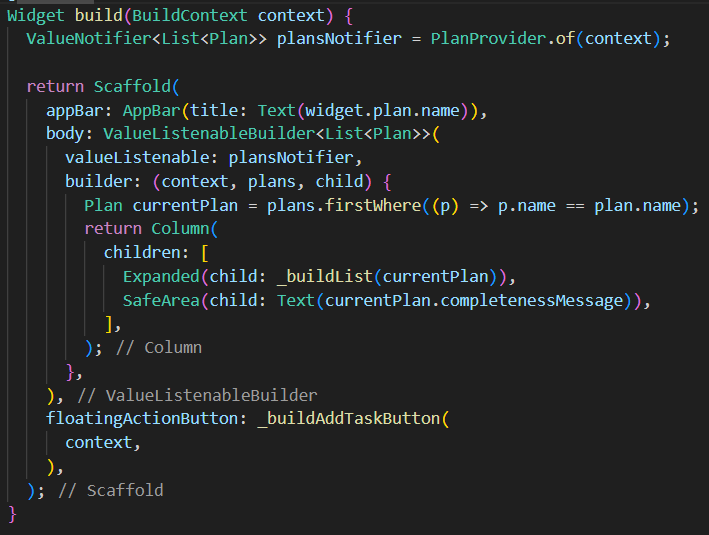 Widget build(BuildContext context) {
  ValueNotifier<List<Plan>> plansNotifier = PlanProvider.of(context);

  return Scaffold(
    appBar: AppBar(title: Text(widget.plan.name)),
    body: ValueListenableBuilder<List<Plan>>(
      valueListenable: plansNotifier,
      builder: (context, plans, child) {
        Plan currentPlan = plans.firstWhere((p) => p.name == plan.name);
        return Column(
          children: [
            Expanded(child: _buildList(currentPlan)),
            SafeArea(child: Text(currentPlan.completenessMessage)),
          ],
        ); // Column
      },
    ), // ValueListenableBuilder
    floatingActionButton: _buildAddTaskButton(
      context,
    ),
  ); // Scaffold
}